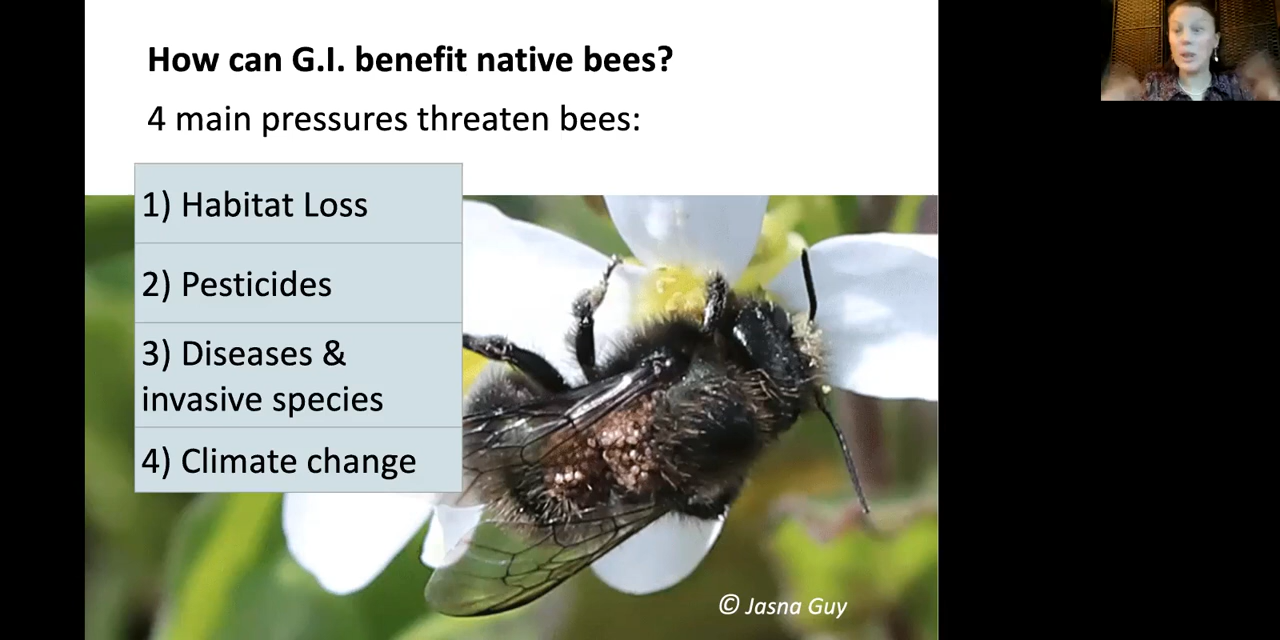 How can G.I. benefit native bees?
4 main pressures threaten bees:
1) Habitat Loss
2) Pesticides
3) Diseases &
invasive species
4) Climate change
© Jasna Guy